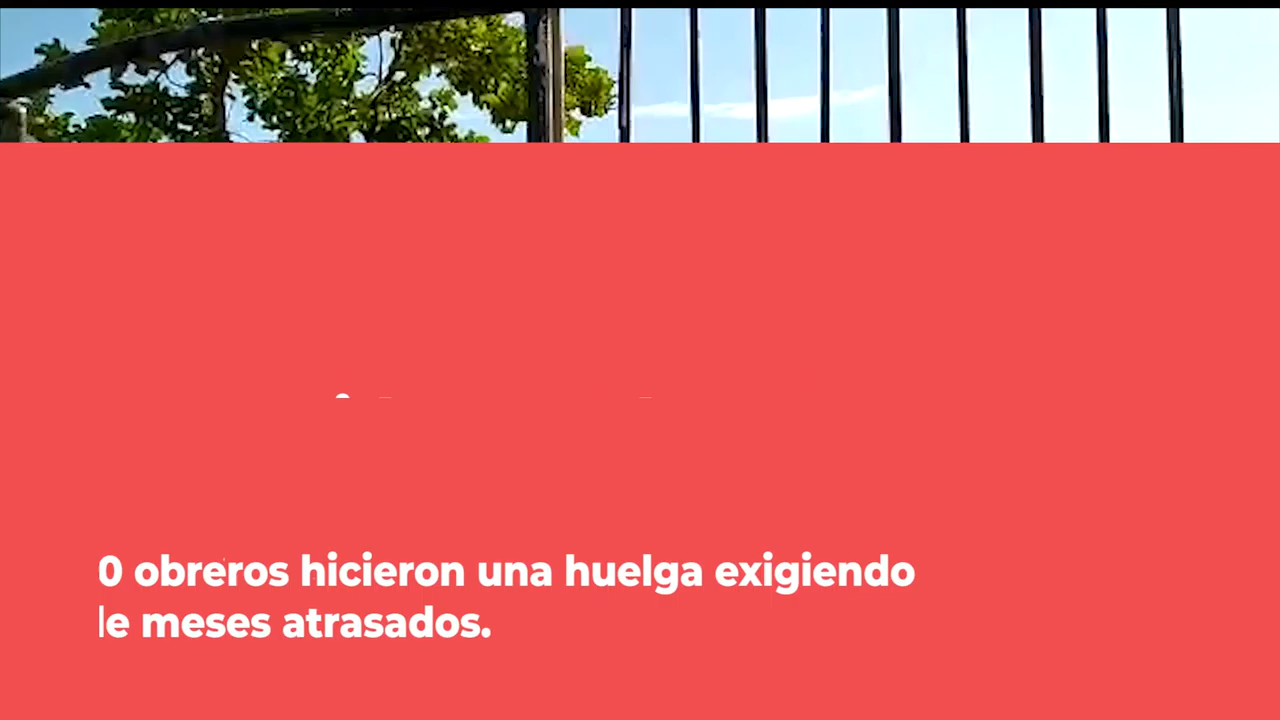 0 obreros hicieron una huelga exigiendo
le meses atrasados.